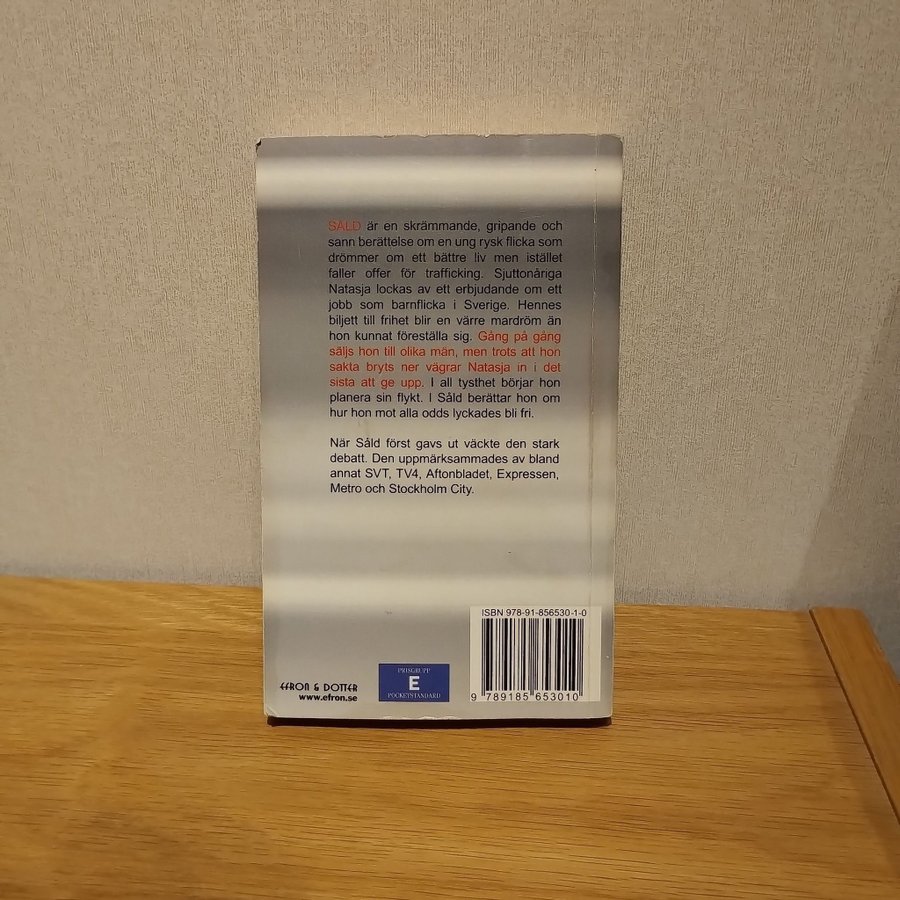 SÅLD är en skrämmande, gripande och
sann berättelse om en ung rysk flicka som
drömmer om ett bättre liv men istället
faller offer för trafficking. Sjuttonåriga
Natasja lockas av ett erbjudande om ett
jobb som barnflicka i Sverige. Hennes
biljett till frihet blir en värre mardröm än
hon kunnat föreställa sig. Gång på gång
säljs hon till olika män, men trots att hon
sakta bryts ner vägrar Natasja in i det
sista att ge upp. I all tysthet börjar hon
planera sin flykt. I Såld berättar hon om
hur hon mot alla odds lyckades bli fri.
När Såld först gavs ut väckte den stark
debatt. Den uppmärksammades av bland
annat SVT, TV4, Aftonbladet, Expressen,
Metro och Stockholm City.
ISBN 978-91-856530-1-0
9 789185 653010
PRISGRUPP
E
POCKETSTANDARD
EFRON & DOTTER
www.efron.se